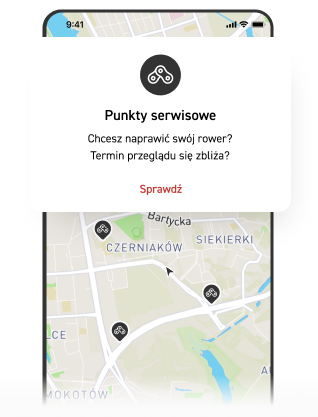 9:41
Punkty serwisowe
Chcesz naprawić swój rower?
Termin przeglądu się zbliża?
Sprawdź
Bartycka
CZERNIAKÓW
SIEKIERKI
LCE
MOKOTÓW